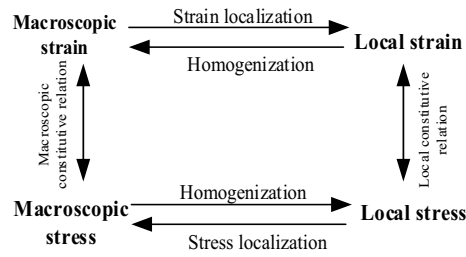 Macroscopic
strain
Strain localization
Homogenization
Local strain
Macroscopic
constitutive relation
Local constitutive
relation
Macroscopic
stress
Homogenization
Stress localization
Local stress